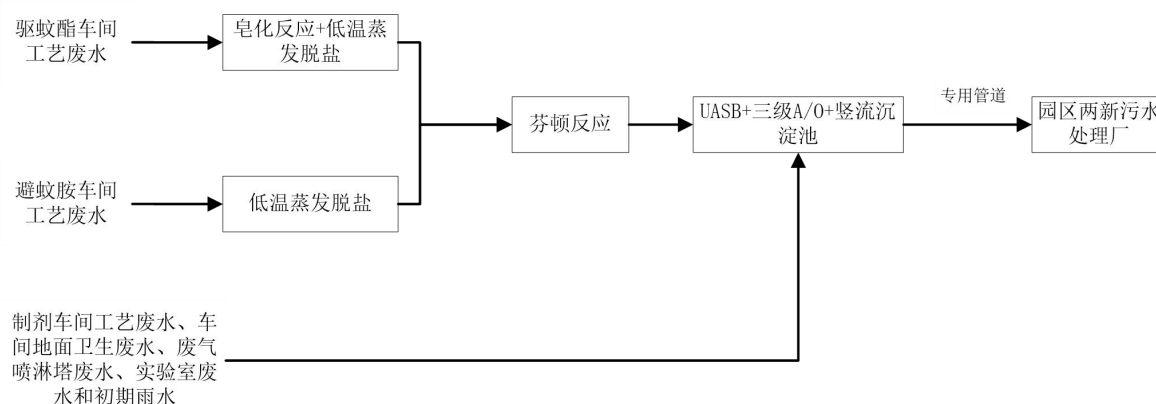 驱蚊酯车间
工艺废水
皂化反应+低温蒸
发脱盐
避蚊胺车间
工艺废水
低温蒸发脱盐
芬顿反应
UASB+三级A/O+竖流沉
淀池
专用管道
园区两新污水
处理厂
制剂车间工艺废水、车
间地面卫生废水、废气
喷淋塔废水、实验室废
水和初期雨水